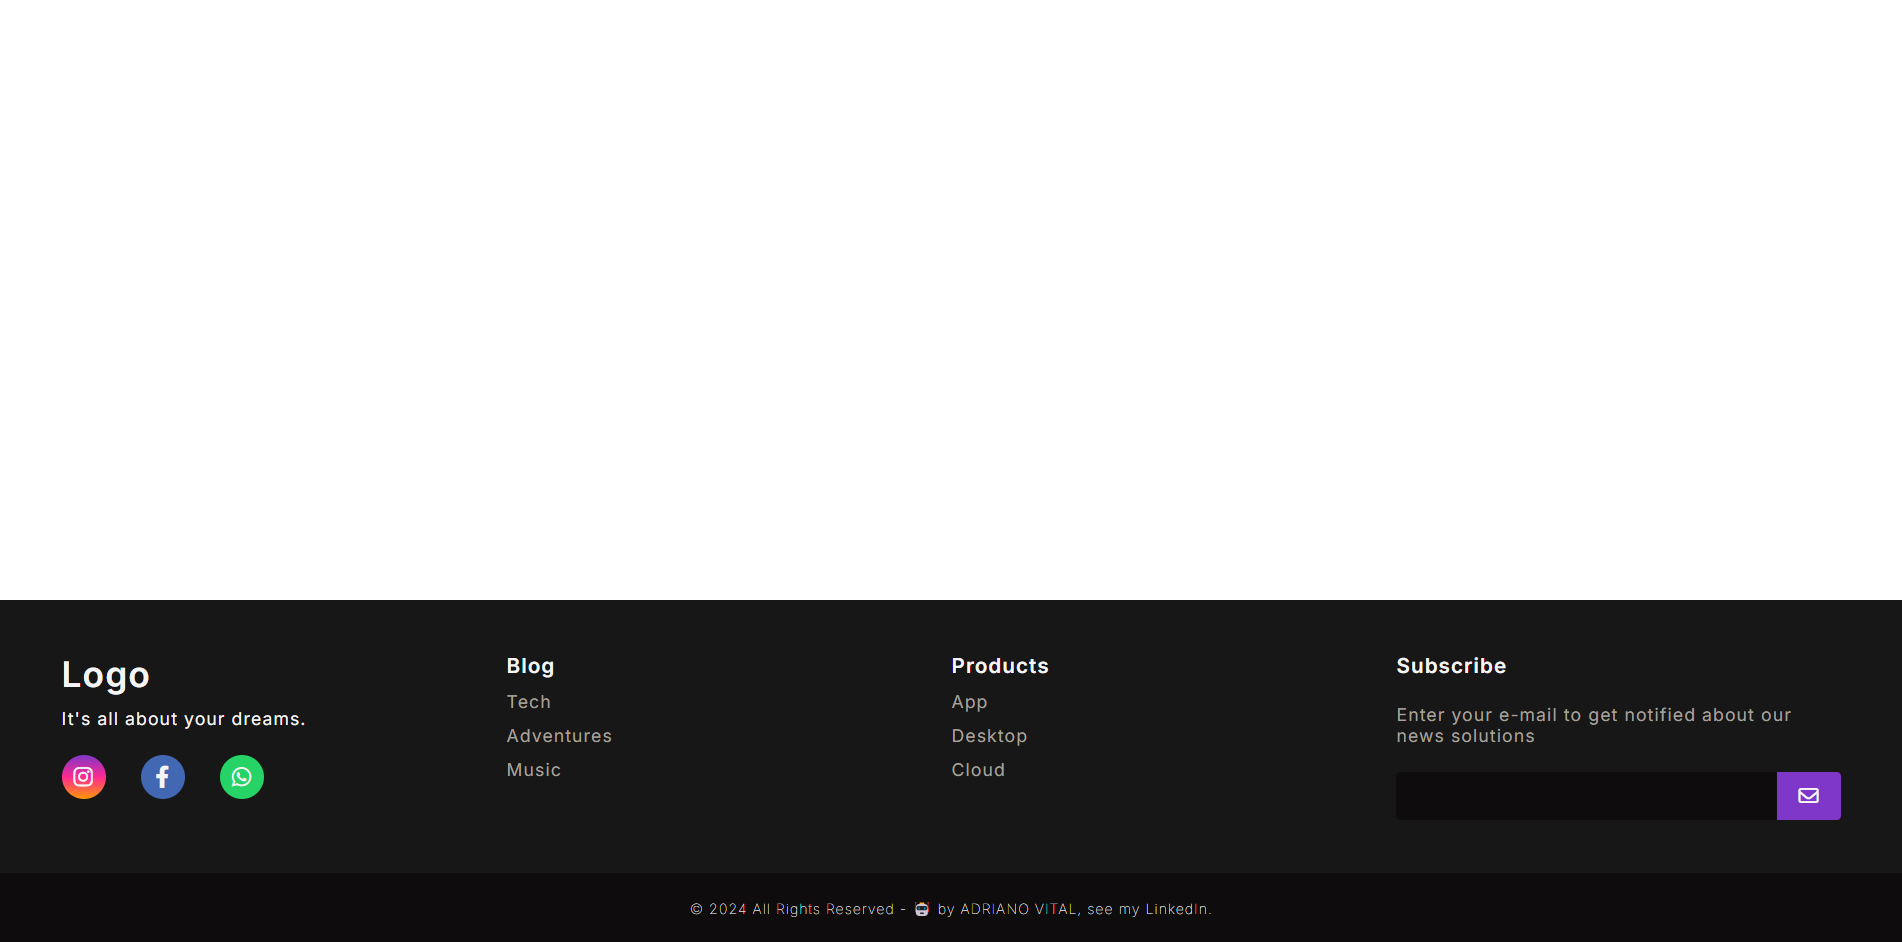 Logo
It's all about your dreams.
Blog
Tech
Adventures
Music
Products
App
Desktop
Cloud
Subscribe
Enter your e-mail to get notified about our
news solutions
© 2024 All Rights Reserved - 🤖 by ADRIANO VITAL, see my LinkedIn.